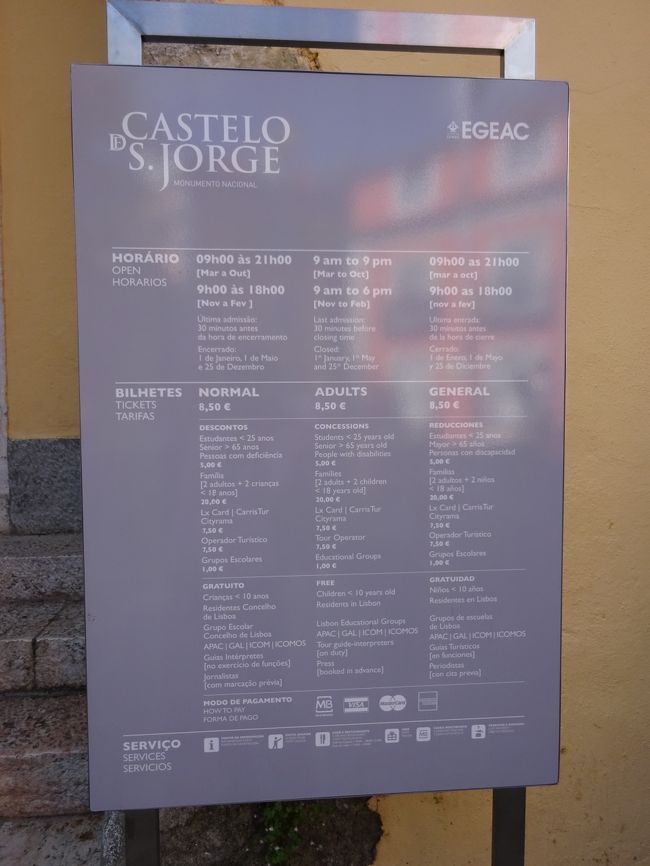 CASTELO
DE S. JORGE
MONUMENTO NACIONAL
EGEAC
HORÁRIO
OPEN
HORARIOS
09h00 às 21h00
[Mar a Out]
9h00 às 18h00
[Nov a Fev ]
Última admissão:
30 minutos antes
da hora de encerramento
Encerrado:
1 de Janeiro, 1 de Maio
e 25 de Dezembro
9 am to 9 pm
[Mar to Oct]
9 am to 6 pm
[Nov to Feb]
Last admission:
30 minutes before
closing time
Closed:
1st January, 1st May
and 25th December
09h00 as 21h00
[mar a oct]
9h00 as 18h00
[nov a fev]
Última entrada:
30 minutos antes
de la hora de cierre
Cerrado:
1 de Enero, 1 de Mayo
y 25 de Diciembre
BILHETES
TICKETS
TARIFAS
NORMAL
8,50 €
DESCONTOS
Estudantes < 25 anos
Sénior > 65 anos
Pessoas com deficiência
5,00 €
Família
[2 adultos + 2 crianças
< 18 anos]
20,00 €
Lx Card | CarrisTur
Cityrama
7,50 €
Operador Turístico
7,50 €
Grupos Escolares
1,00 €
GRATUITO
Crianças < 10 anos
Residentes Concelho
de Lisboa
Grupo Escolar
Concelho de Lisboa
APAC | GAL | ICOM | ICOMOS
Guias Intérpretes
[no exercício de funções]
Jornalistas
[com marcação prévia]
ADULTS
8,50 €
CONCESSIONS
Students < 25 years old
Senior > 65 years old
People with disabilities
5,00 €
Families
[2 adults + 2 children
< 18 years old]
20,00 €
Lx Card | CarrisTur
Cityrama
7,50 €
Tour Operator
7,50 €
Educational Groups
1,00 €
FREE
Children < 10 years old
Residents in Lisbon
Lisbon Educational Groups
APAC | GAL | ICOM | ICOMOS
Tour guide-interpreters
[on duty]
Press
[booked in advance]
GENERAL
8,50 €
REDUCCIONES
Estudiantes < 25 anos
Mayor > 65 años
Personas con discapacidad
5,00 €
Familias
[2 adultos + 2 niños
< 18 años]
20,00 €
Lx Card | CarrisTur
Cityrama
7,50 €
Operador Turístico
7,50 €
Grupos Escolares
1,00 €
GRATUIDAD
Niños < 10 años
Residentes en Lisboa
Grupos de escuelas
de Lisboa
APAC | GAL | ICOM | ICOMOS
Guías Turísticos
[en funciones]
Periodistas
[con cita prévia]
MODO DE PAGAMENTO
HOW TO PAY
FORMA DE PAGO
MB
VISA
MasterCard
SERVIÇO
SERVICES
SERVICIOS